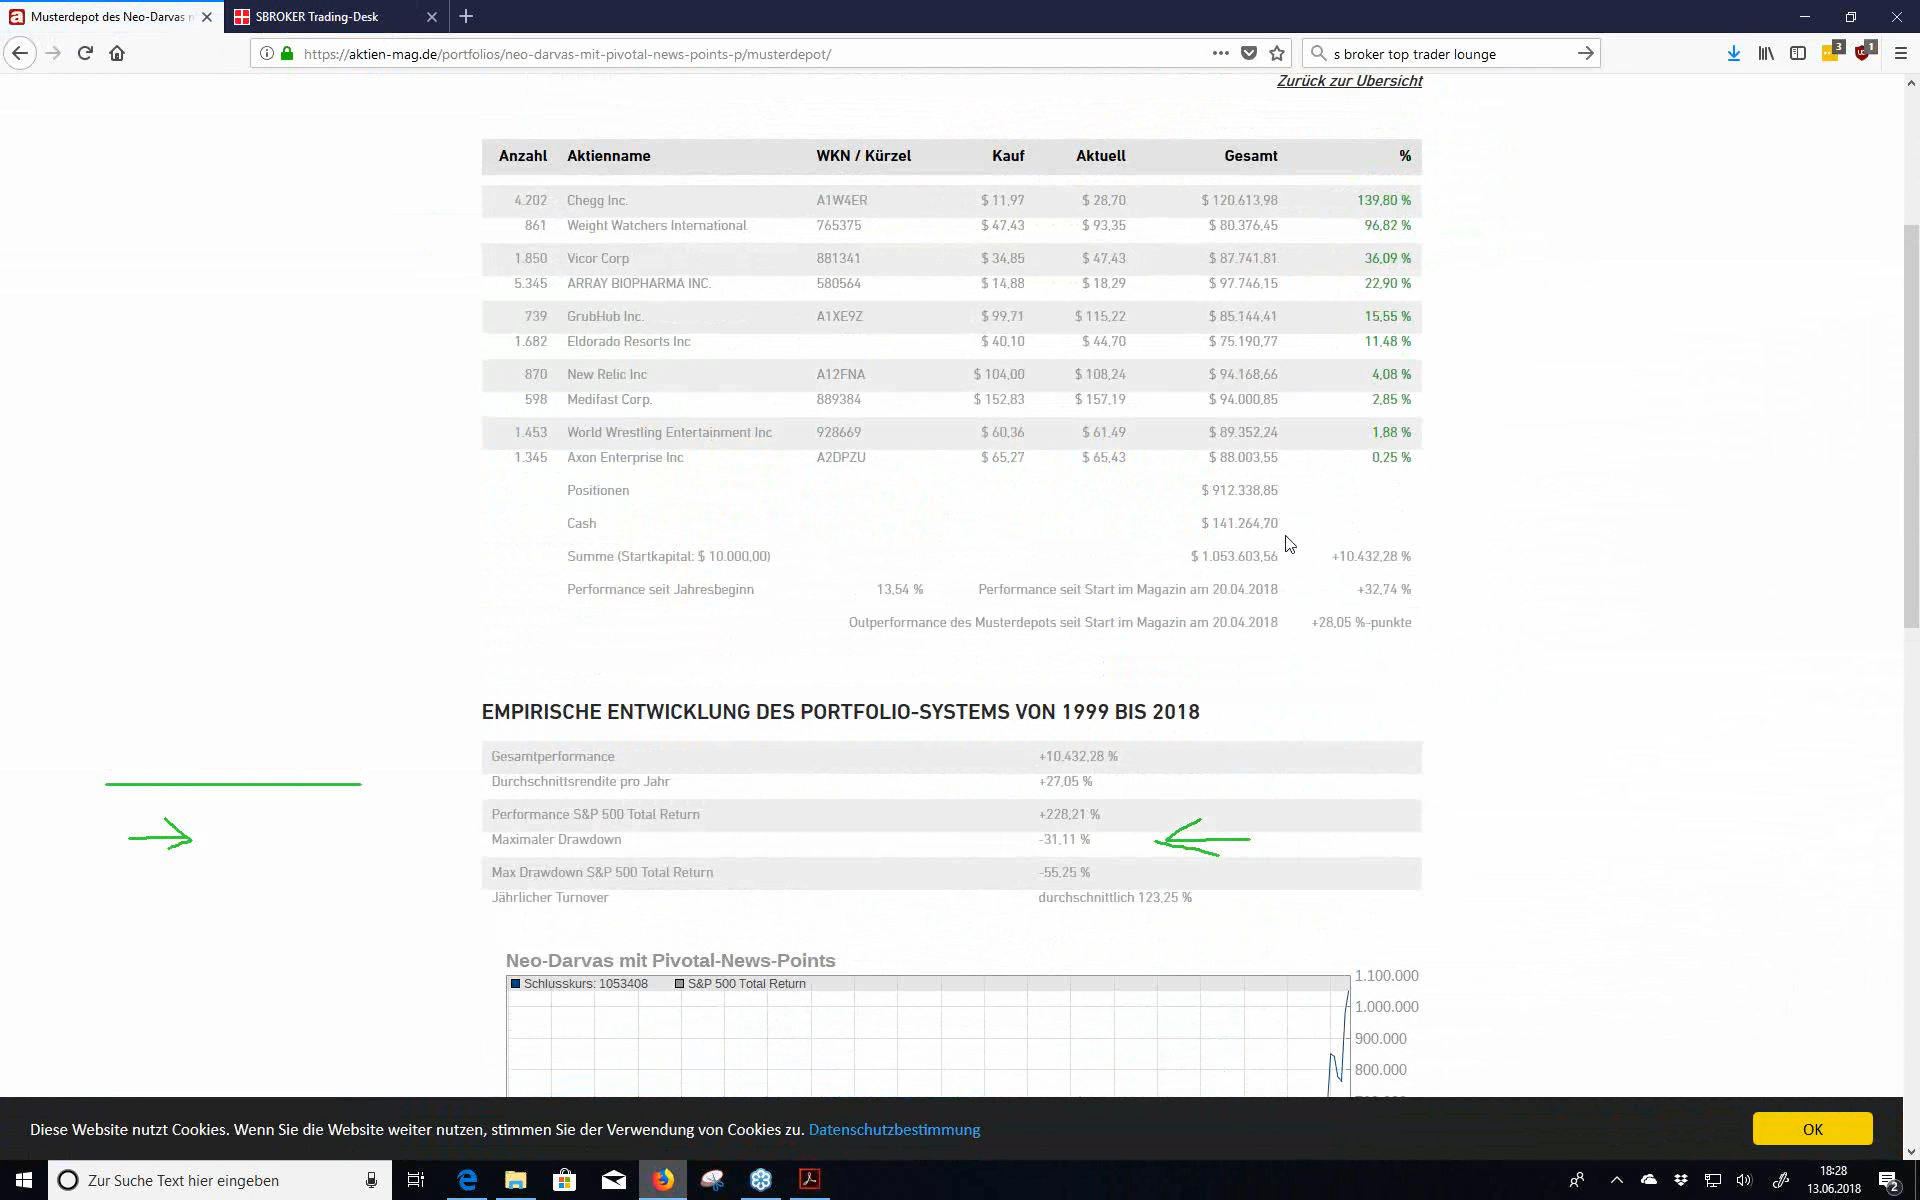 Musterdepot des Neo-Darvas
SBROKER Trading-Desk
https://aktien-mag.de/portfolios/neo-darvas-mit-pivotal-news-points-p/musterdepot/
s broker top trader lounge
3
1
Zurück zur Übersicht
Anzahl Aktienname WKN / Kürzel Kauf Aktuell Gesamt %
4.202 Chegg Inc. A1W4ER $ 11,97 $ 28,70 $ 120.613,98 139,80 %
861 Weight Watchers International 765375 $ 47,43 $ 93,35 $ 80.376,45 96,82 %
1.850 Vicor Corp 881341 $ 34,85 $ 47,43 $ 87.741,81 36,09 %
5.345 ARRAY BIOPHARMA INC. 580564 $ 14,88 $ 18,29 $ 97.746,15 22,90 %
739 GrubHub Inc. A1XE9Z $ 99,71 $ 115,22 $ 85.144,41 15,55 %
1.682 Eldorado Resorts Inc $ 40,10 $ 44,70 $ 75.190,77 11,48 %
870 New Relic Inc A12FNA $ 104,00 $ 108,24 $ 94.168,66 4,08 %
598 Medifast Corp. 889384 $ 152,83 $ 157,19 $ 94.000,85 2,85 %
1.453 World Wrestling Entertainment Inc 928669 $ 60,36 $ 61,49 $ 89.352,24 1,88 %
1.345 Axon Enterprise Inc A2DPZU $ 65,27 $ 65,43 $ 88.003,55 0,25 %
Positionen $ 912.338,85
Cash $ 141.264,70
Summe (Startkapital: $ 10.000,00) $ 1.053.603,56 +10.432,28 %
Performance seit Jahresbeginn 13,54 % Performance seit Start im Magazin am 20.04.2018 +32,74 %
Outperformance des Musterdepots seit Start im Magazin am 20.04.2018 +28,05 %-punkte
EMPIRISCHE ENTWICKLUNG DES PORTFOLIO-SYSTEMS VON 1999 BIS 2018
Gesamtperformance +10.432,28 %
Durchschnittsrendite pro Jahr +27,05 %
Performance S&P 500 Total Return +228,21 %
Maximaler Drawdown -31,11 %
Max Drawdown S&P 500 Total Return -55,25 %
Jährlicher Turnover durchschnittlich 123,25 %
Neo-Darvas mit Pivotal-News-Points
Schlusskurs: 1053408 S&P 500 Total Return
1.100.000
1.000.000
900.000
800.000
Diese Website nutzt Cookies. Wenn Sie die Website weiter nutzen, stimmen Sie der Verwendung von Cookies zu. Datenschutzbestimmung
OK
Zur Suche Text hier eingeben
18:28
13.06.2018
2